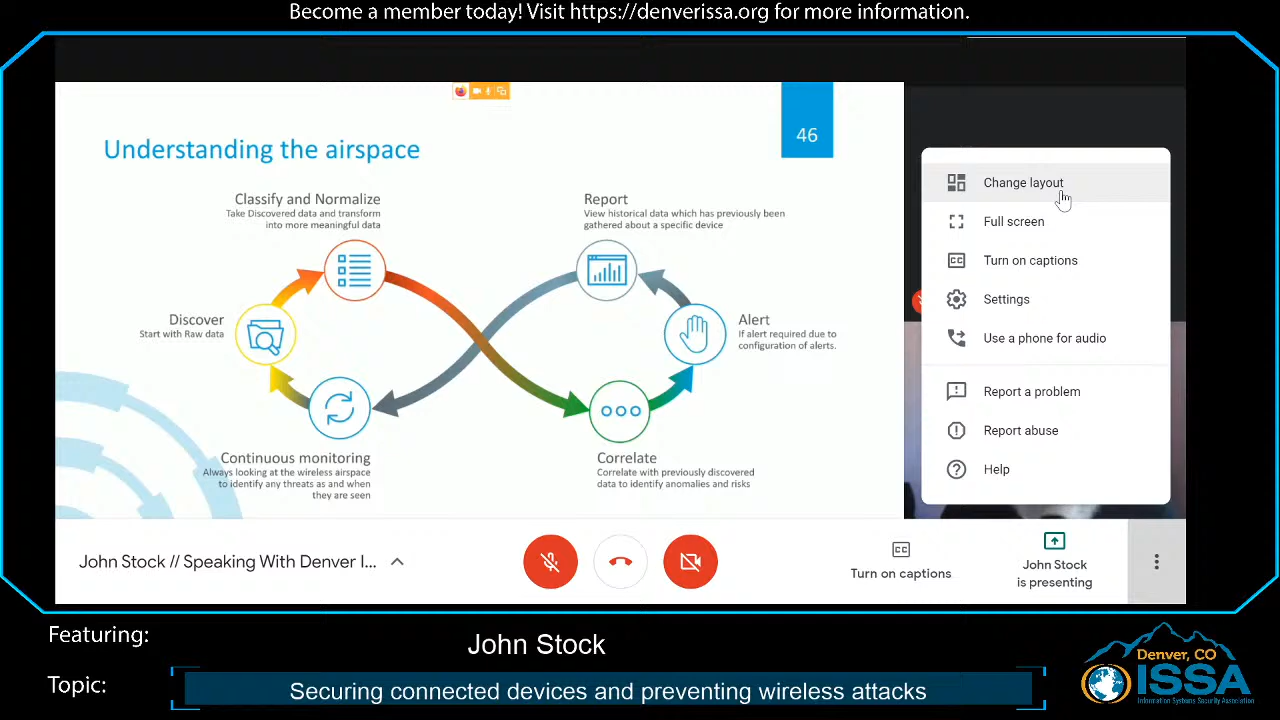 Become a member today! Visit https://denverissa.org for more information.
46
Understanding the airspace
Classify and Normalize
Take Discovered data and transform
into more meaningful data
Report
View historical data which has previously been
gathered about a specific device
Discover
Start with Raw data
Alert
If alert required due to
configuration of alerts.
Continuous monitoring
Always looking at the wireless airspace
to identify any threats as and when
they are seen
Correlate
Correlate with previously discovered
data to identify anomalies and risks
Change layout
Full screen
CC
Turn on captions
Settings
Use a phone for audio
Report a problem
Report abuse
Help
John Stock // Speaking With Denver I...
CC
Turn on captions
John Stock
is presenting
Featuring:
John Stock
Topic:
Securing connected devices and preventing wireless attacks
Denver, CO
ISSA
Information Systems Security Association